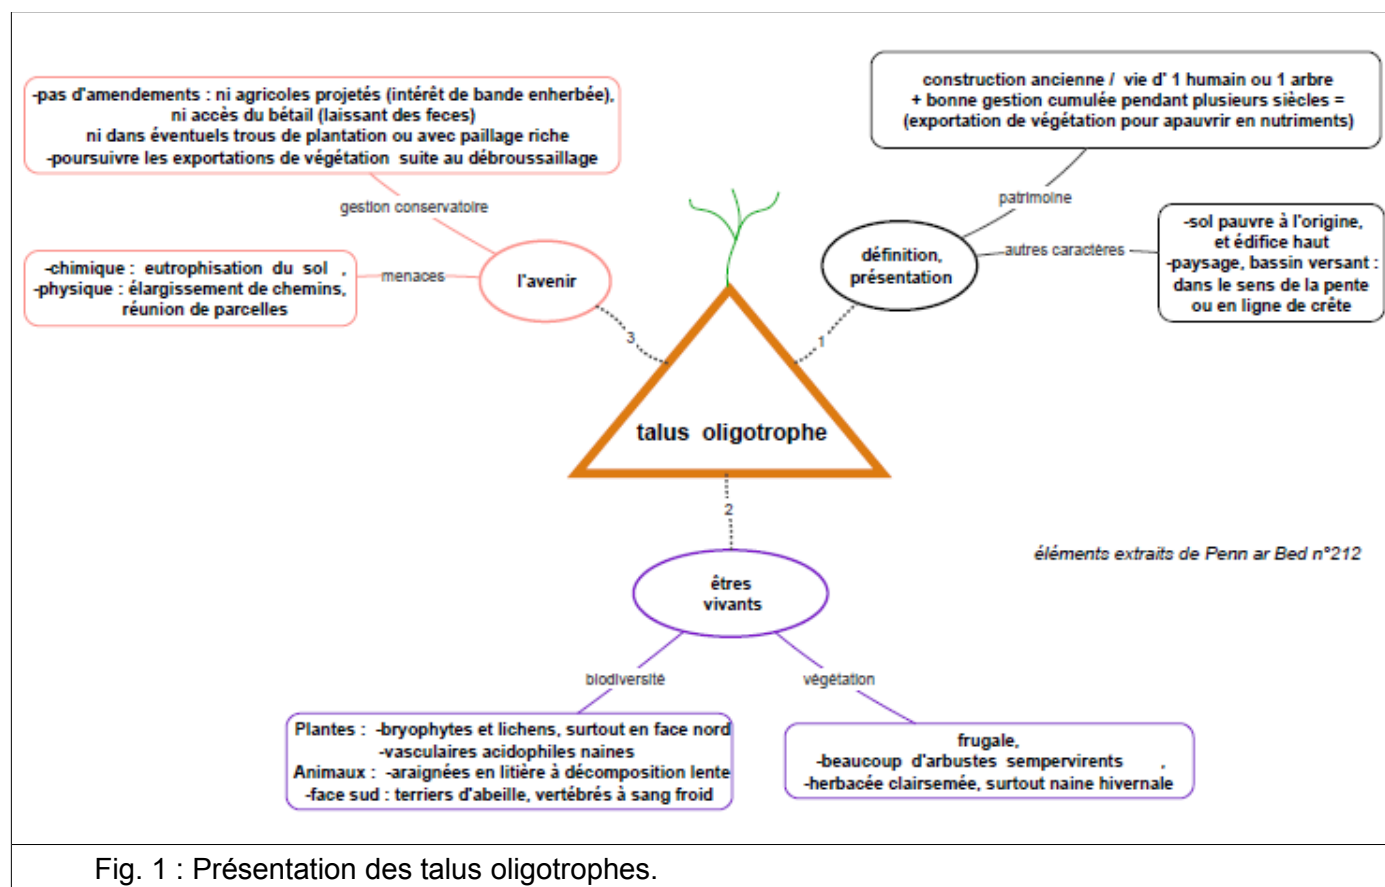 construction ancienne / vie d' 1 humain ou 1 arbre
+ bonne gestion cumulée pendant plusieurs siècles =
(exportation de végétation pour apauvrir en nutriments)
-pas d'amendements : ni agricoles projetés (intérêt de bande enherbée),
ni accès du bétail (laissant des feces)
ni dans éventuels trous de plantation ou avec paillage riche
-poursuivre les exportations de végétation suite au débroussaillage
gestion conservatoire
patrimoine
-sol pauvre à l'origine,
et édifice haut
-paysage, bassin versant :
dans le sens de la pente
ou en ligne de crête
autres caractères
définition,
présentation
-chimique : eutrophisation du sol ,
-physique : élargissement de chemins,
réunion de parcelles
menaces
l'avenir
3
1
talus oligotrophe
2
éléments extraits de Penn ar Bed n°212
êtres
vivants
biodiversité
végétation
Plantes : -bryophytes et lichens, surtout en face nord
-vasculaires acidophiles naines
Animaux : -araignées en litière à décomposition lente
-face sud : terriers d'abeille, vertébrés à sang froid
frugale,
-beaucoup d'arbustes sempervirents ,
-herbacée clairsemée, surtout naine hivernale
Fig. 1 : Présentation des talus oligotrophes.